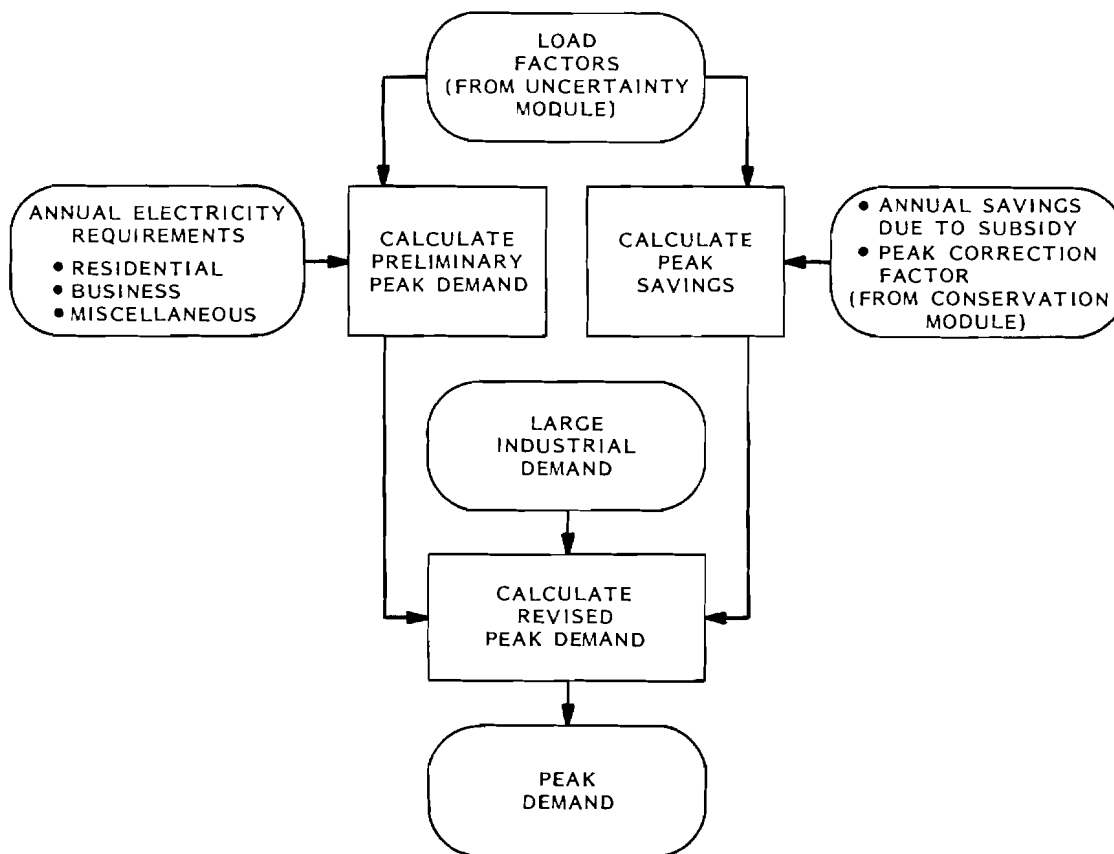 LOAD
FACTORS
(FROM UNCERTAINTY
MODULE)
ANNUAL ELECTRICITY
REQUIREMENTS
• RESIDENTIAL
• BUSINESS
• MISCELLANEOUS
CALCULATE
PRELIMINARY
PEAK DEMAND
CALCULATE
PEAK
SAVINGS
• ANNUAL SAVINGS
DUE TO SUBSIDY
• PEAK CORRECTION
FACTOR
(FROM CONSERVATION
MODULE)
LARGE
INDUSTRIAL
DEMAND
CALCULATE
REVISED
PEAK DEMAND
PEAK
DEMAND